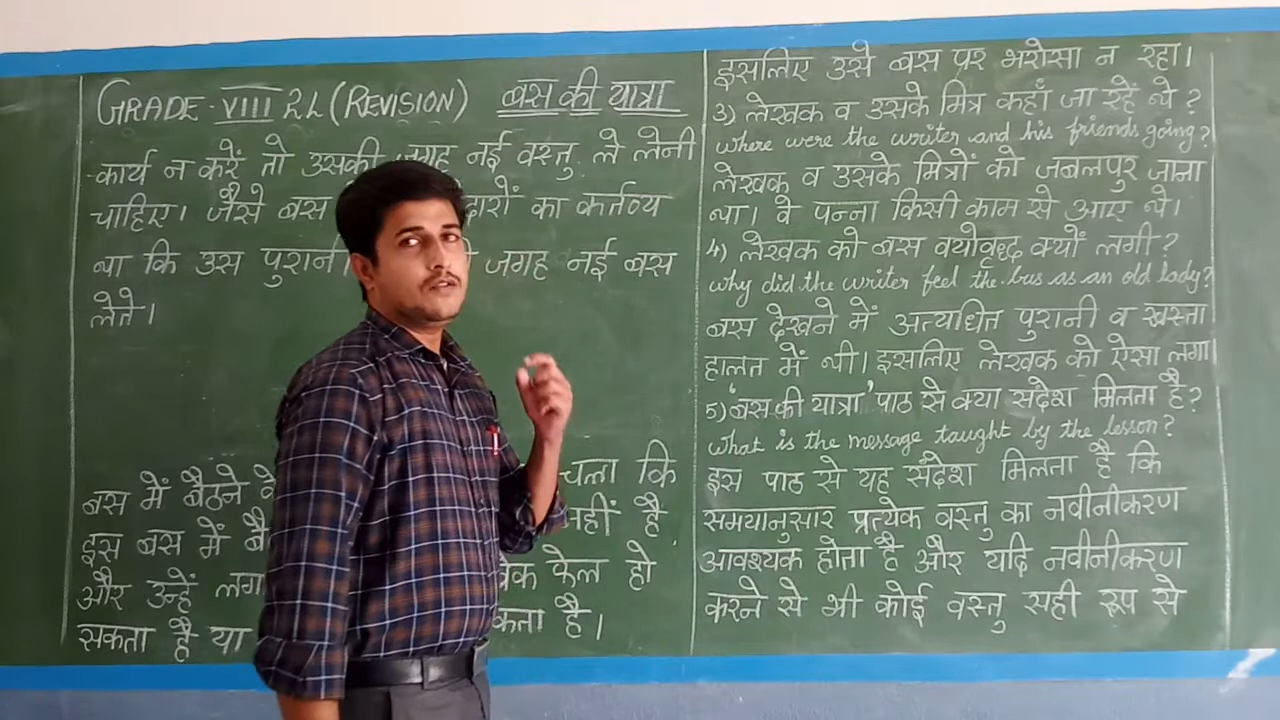 GRADE-VIII 2L (REVISION) बस की यात्रा
कार्य न करें तो उसकी जगह नई वस्तु ले लेनी
चाहिए। जैसे बस हारों का कर्तव्य
था कि उस पुरानी जगह नई बस
लेते।
बस में बैठने के चला कि
इस बस में बै नहीं है
और उन्हें लगा फेल हो
सकता है या कता है।
इसलिए उसे बस पर भरोसा न रहा।
3) लेखक व उसके मित्र कहाँ जा रहें थे?
where were the writer and his friends going?
लेखक व उसके मित्रों को जबलपुर जाना
था। वे पन्ना किसी काम से आए थे।
4) लेखक को बस वयोवृध्द क्यों लगी?
why did the writer feel the bus as an old lady?
बस देखने में अत्याधित पुरानी व खस्ता
हालत में थी। इसलिए लेखक को ऐसा लगा
5) 'बस की यात्रा' पाठ से क्या संदेश मिलता है?
what is the message taught by the lesson?
इस पाठ से यह संदेश मिलता है कि
समयानुसार प्रत्येक वस्तु का नवीनीकरण
आवश्यक होता है और यदि नवीनीकरण
करने से भी कोई वस्तु सही रूप से